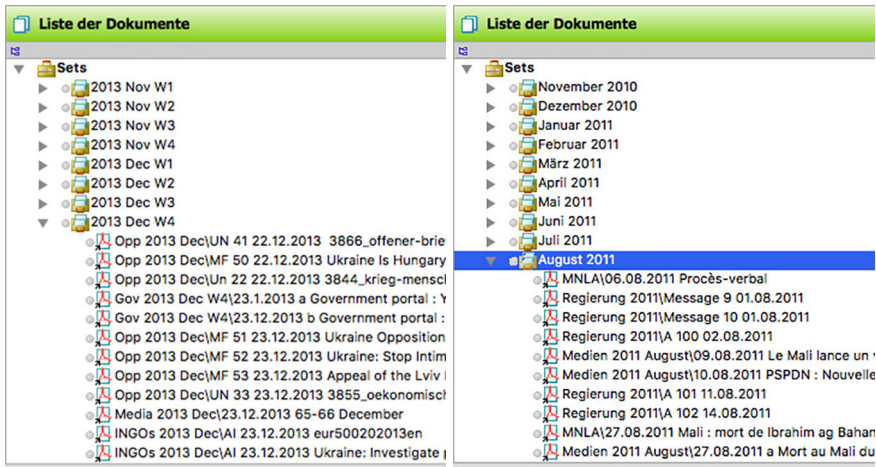 Liste der Dokumente
Sets
2013 Nov W1
2013 Nov W2
2013 Nov W3
2013 Nov W4
2013 Dec W1
2013 Dec W2
2013 Dec W3
2013 Dec W4
Opp 2013 Dec\UN 41 22.12.2013 3866_offener-brie
Opp 2013 Dec\MF 50 22.12.2013 Ukraine Is Hungary
Opp 2013 Dec\Un 22 22.12.2013 3844_krieg-menscl
Gov 2013 Dec W4\23.1.2013 a Government portal : Y
Gov 2013 Dec W4\23.12.2013 b Government portal :
Opp 2013 Dec\MF 51 23.12.2013 Ukraine Opposition
Opp 2013 Dec\MF 52 23.12.2013 Ukraine: Stop Intim
Opp 2013 Dec\MF 53 23.12.2013 Appeal of the Lviv
Opp 2013 Dec\UN 33 23.12.2013 3855_oekonomiscl
Media 2013 Dec\23.12.2013 65-66 December
INGOs 2013 Dec\AI 23.12.2013 eur500202013en
INGOs 2013 Dec\AI 23.12.2013 Ukraine: Investigate
Liste der Dokumente
Sets
November 2010
Dezember 2010
Januar 2011
Februar 2011
März 2011
April 2011
Mai 2011
Juni 2011
Juli 2011
August 2011
MNLA\06.08.2011 Procès-verbal
Regierung 2011\Message 9 01.08.2011
Regierung 2011\Message 10 01.08.2011
Regierung 2011\A 100 02.08.2011
Medien 2011 August\09.08.2011 Le Mali lance un
Medien 2011 August\10.08.2011 PSPDN : Nouvelle
Regierung 2011\A 101 11.08.2011
Regierung 2011\A 102 14.08.2011
MNLA\27.08.2011 Mali : mort de Ibrahim ag Bahan
Medien 2011 August\27.08.2011 a Mort au Mali du